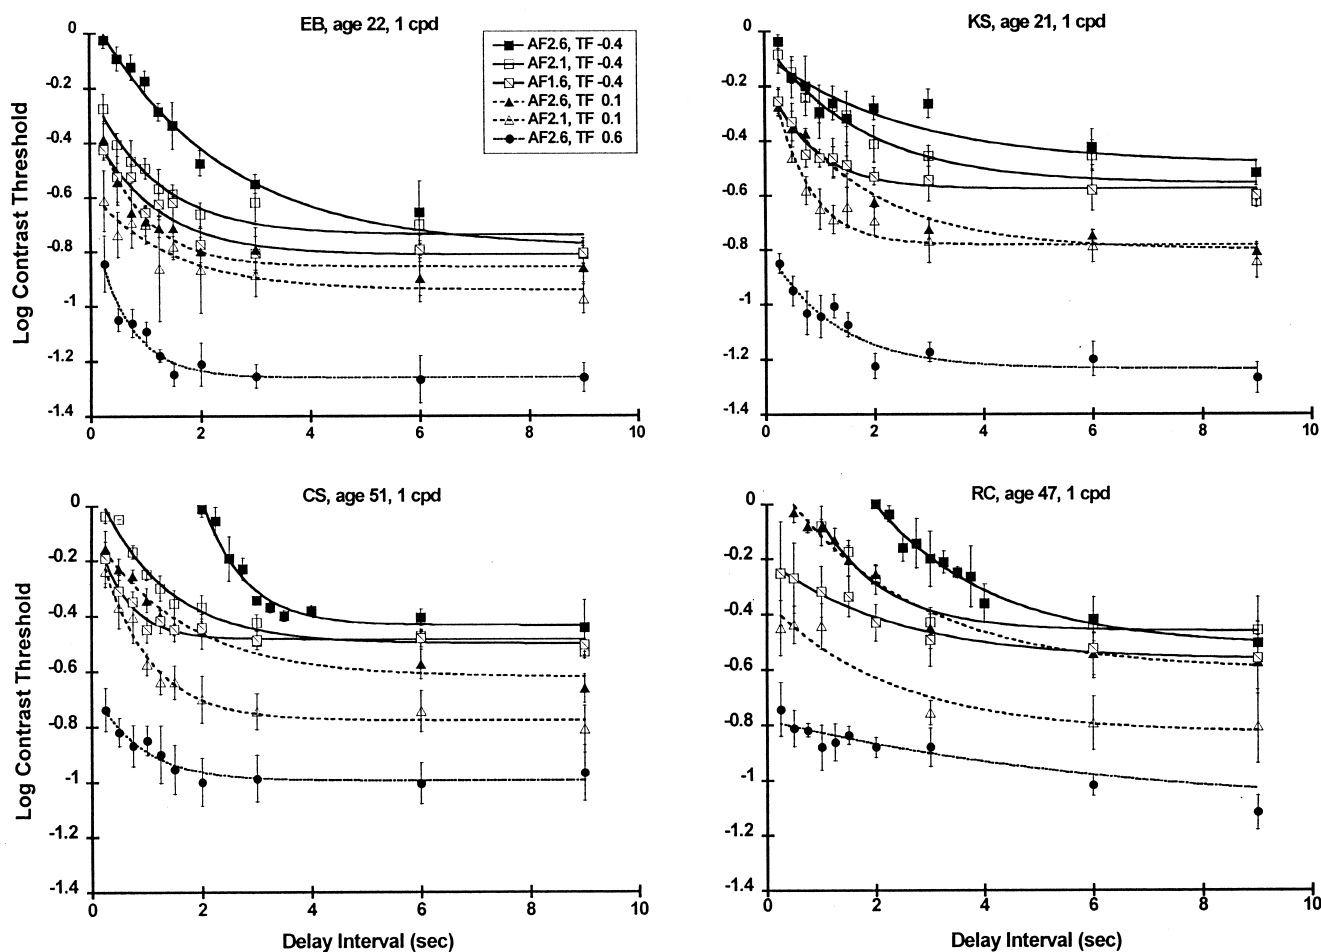 EB, age 22, 1 cpd
Log Contrast Threshold
0
-0.2
-0.4
-0.6
-0.8
-1
-1.2
-1.4
0 2 4 6 8 10
AF2.6, TF -0.4
AF2.1, TF -0.4
AF1.6, TF -0.4
AF2.6, TF 0.1
AF2.1, TF 0.1
AF2.6, TF 0.6
KS, age 21, 1 cpd
0
-0.2
-0.4
-0.6
-0.8
-1
-1.2
-1.4
0 2 4 6 8 10
CS, age 51, 1 cpd
Log Contrast Threshold
0
-0.2
-0.4
-0.6
-0.8
-1
-1.2
-1.4
0 2 4 6 8 10
Delay Interval (sec)
RC, age 47, 1 cpd
0
-0.2
-0.4
-0.6
-0.8
-1
-1.2
-1.4
0 2 4 6 8 10
Delay Interval (sec)